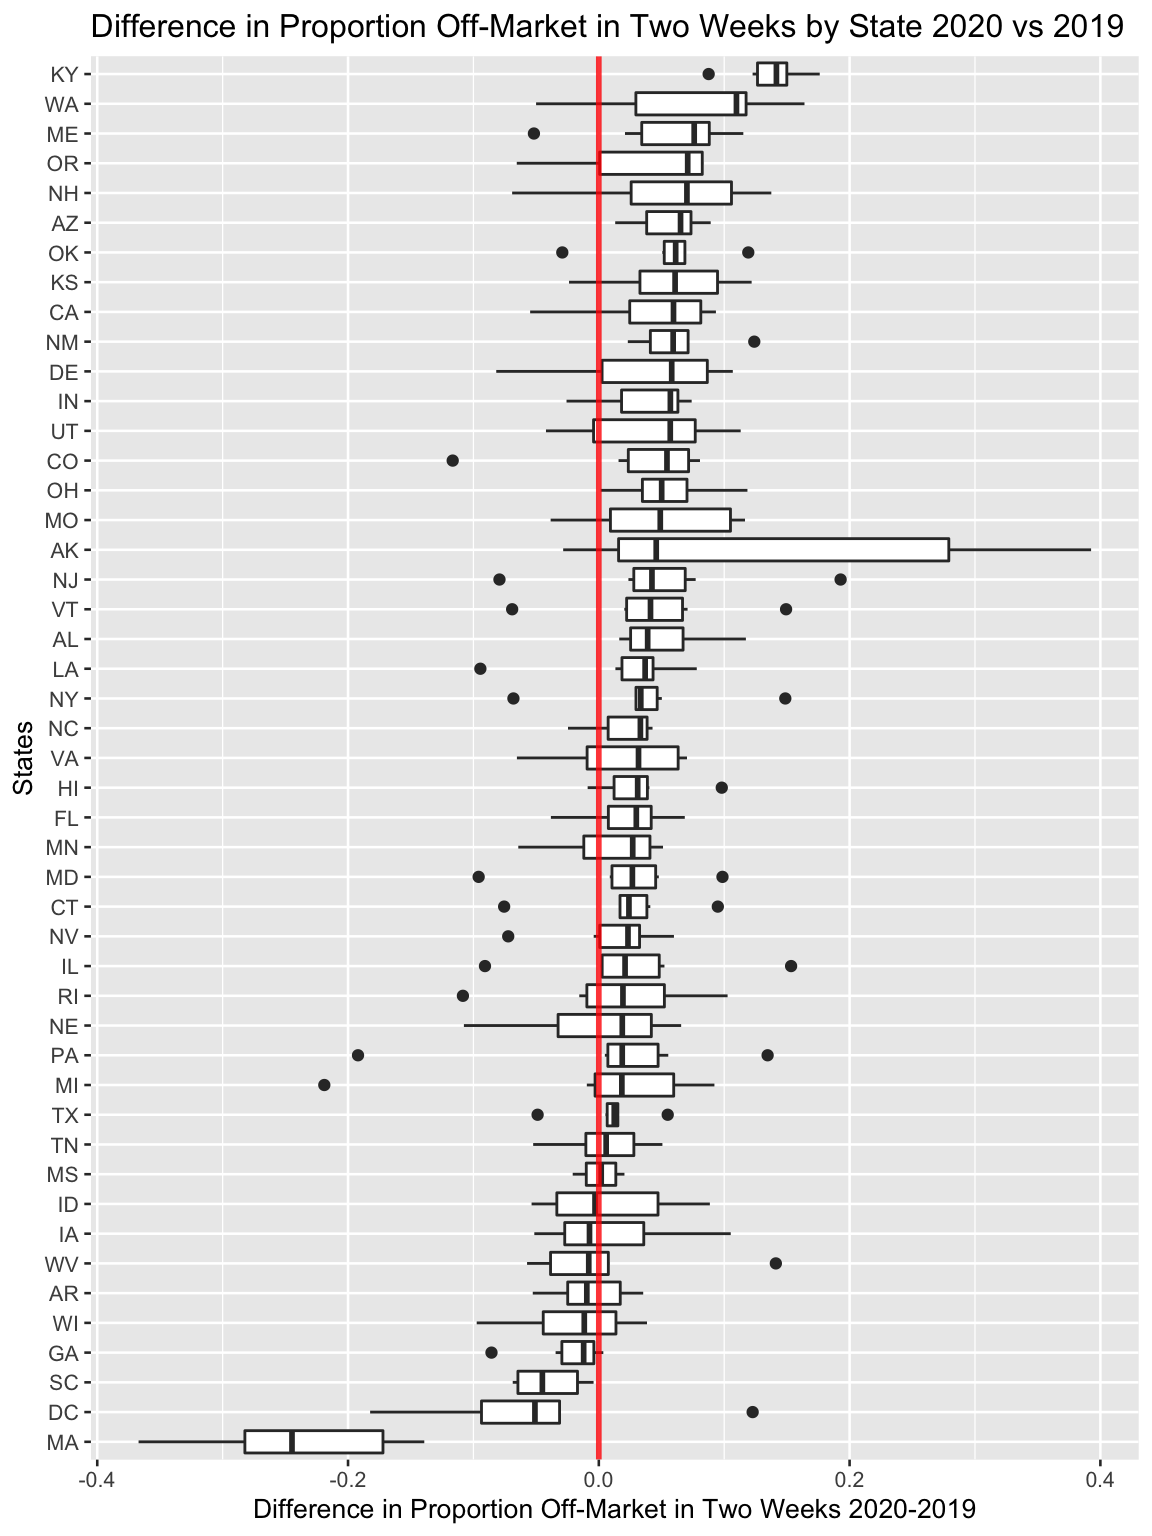 Difference in Proportion Off-Market in Two Weeks by State 2020 vs 2019
States
KY
WA
ME
OR
NH
AZ
OK
KS
CA
NM
DE
IN
UT
CO
OH
MO
AK
NJ
VT
AL
LA
NY
NC
VA
HI
FL
MN
MD
CT
NV
IL
RI
NE
PA
MI
TX
TN
MS
ID
IA
WV
AR
WI
GA
SC
DC
MA
-0.4 -0.2 0.0 0.2 0.4
Difference in Proportion Off-Market in Two Weeks 2020-2019